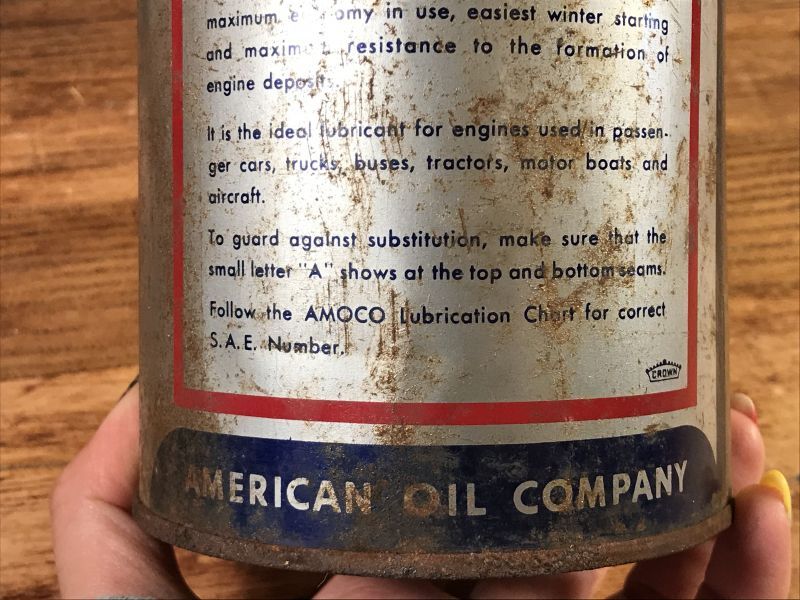 maximum economy in use, easiest winter starting
and maximum resistance to the formation of
engine deposits.
It is the ideal lubricant for engines used in passen-
ger cars, trucks, buses, tractors, motor boats and
aircraft.
To guard against substitution, make sure that the
small letter "A" shows at the top and bottom seams.
Follow the AMOCO Lubrication Chart for correct
S.A.E. Number.
CROWN
AMERICAN OIL COMPANY